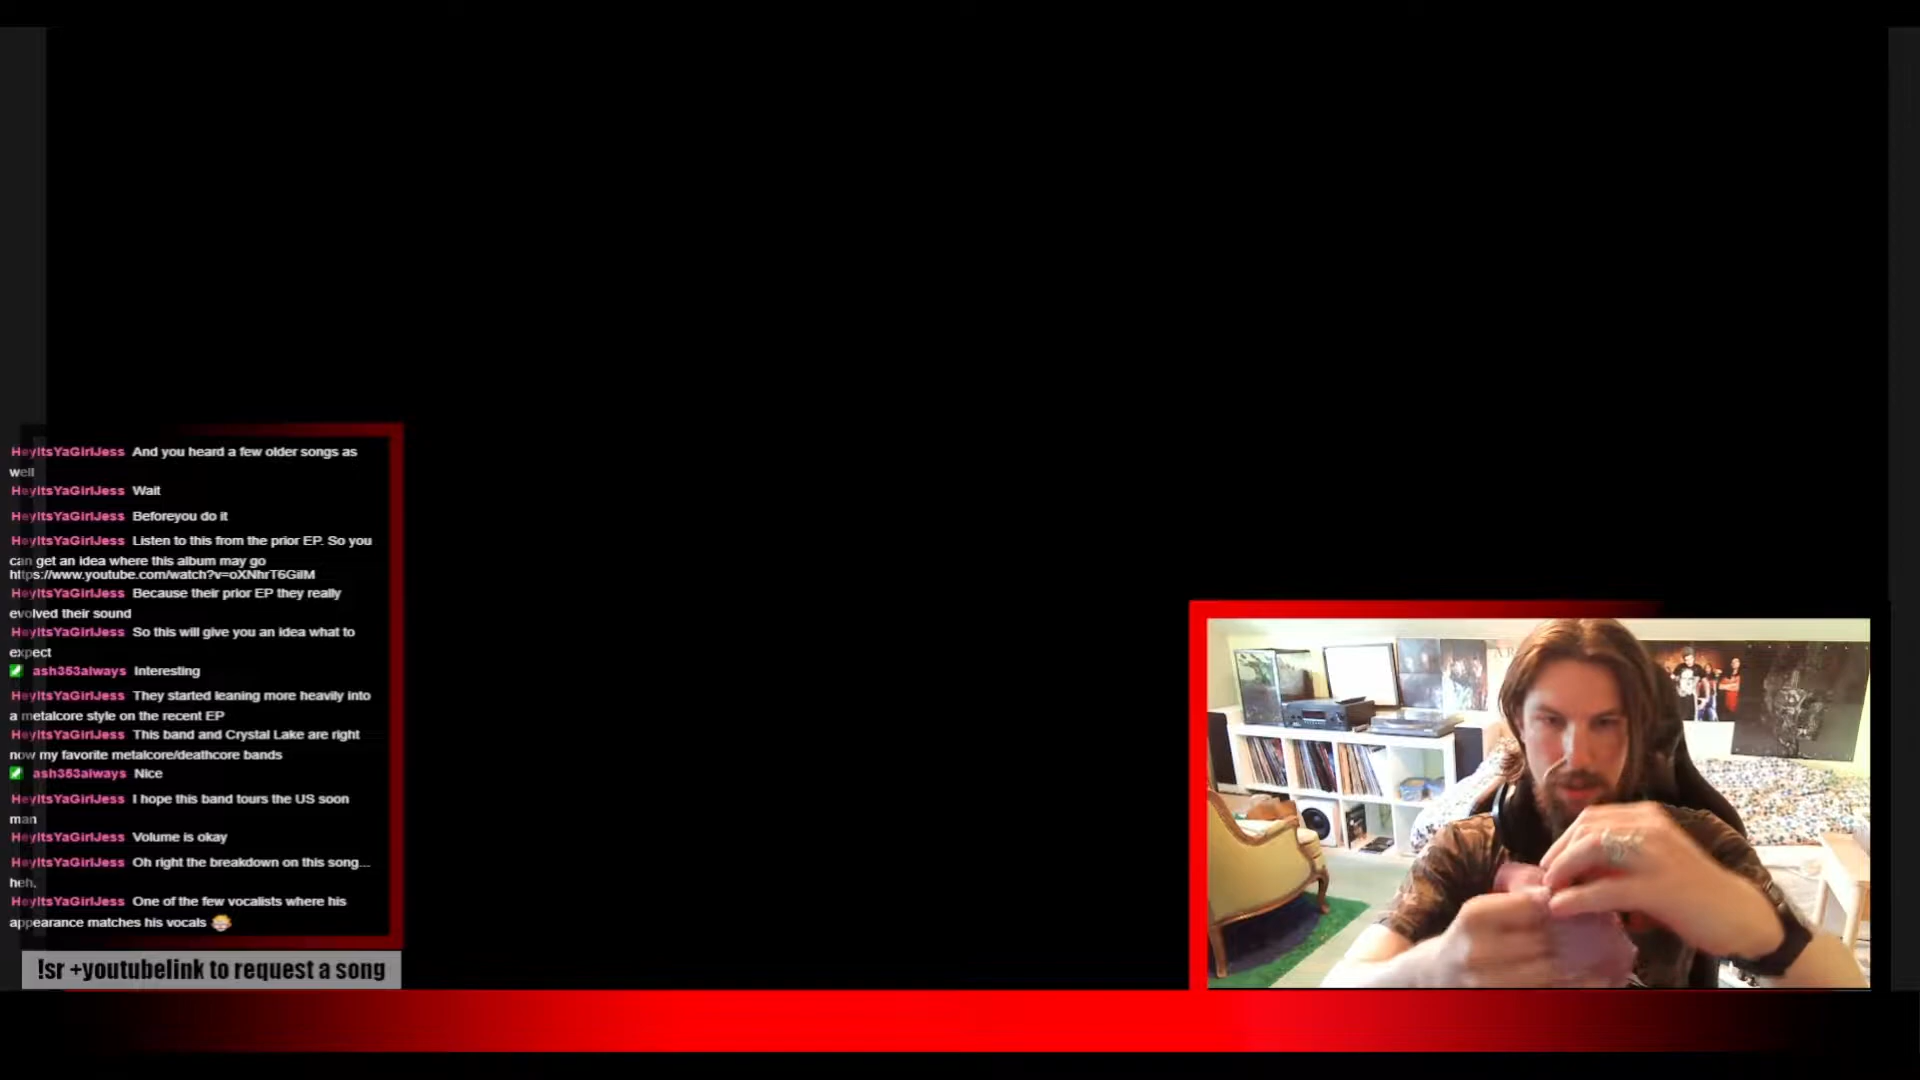 HeyItsYaGirlJess And you heard a few older songs as
well
HeyItsYaGirlJess Wait
HeyItsYaGirlJess Beforeyou do it
HeyItsYaGirlJess Listen to this from the prior EP. So you
can get an idea where this album may go
https://www.youtube.com/watch?v=oXNhrT6GilM
HeyItsYaGirlJess Because their prior EP they really
evolved their sound
HeyItsYaGirlJess So this will give you an idea what to
expect
ash353always Interesting
HeyItsYaGirlJess They started leaning more heavily into
a metalcore style on the recent EP
HeyItsYaGirlJess This band and Crystal Lake are right
now my favorite metalcore/deathcore bands
ash353always Nice
HeyItsYaGirlJess I hope this band tours the US soon
man
HeyItsYaGirlJess Volume is okay
HeyItsYaGirlJess Oh right the breakdown on this song...
heh.
HeyItsYaGirlJess One of the few vocalists where his
appearance matches his vocals
!sr +youtubelink to request a song